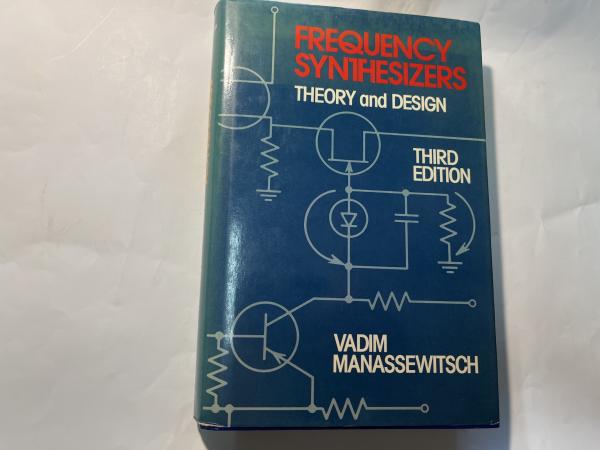 FREQUENCY
SYNTHESIZERS
THEORY and DESIGN
THIRD
EDITION
VADIM
MANASSEWITSCH